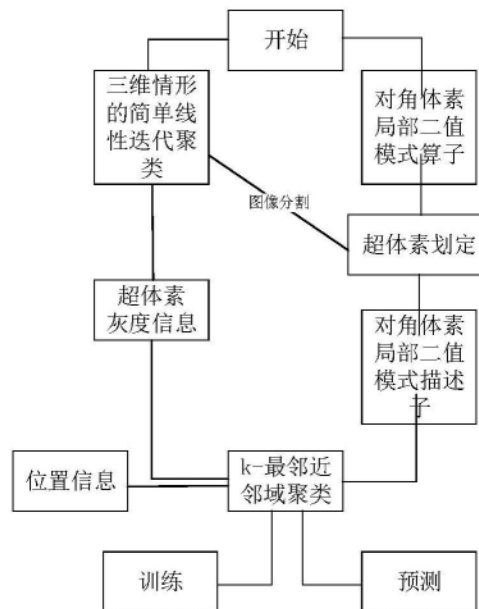 开始
三维情形
的简单线
性迭代聚
类
对角体素
局部二值
模式算子
图像分割
超体素划定
超体素
灰度信息
对角体素
局部二值
模式描述
子
位置信息
k-最邻近
邻域聚类
训练
预测